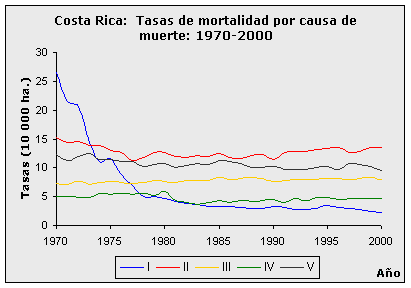 Costa Rica: Tasas de mortalidad por causa de
muerte: 1970-2000
Tasas (10 000 ha.)
30
25
20
15
10
5
0
1970
1975
1980
1985
1990
1995
2000
Año
I II III IV V